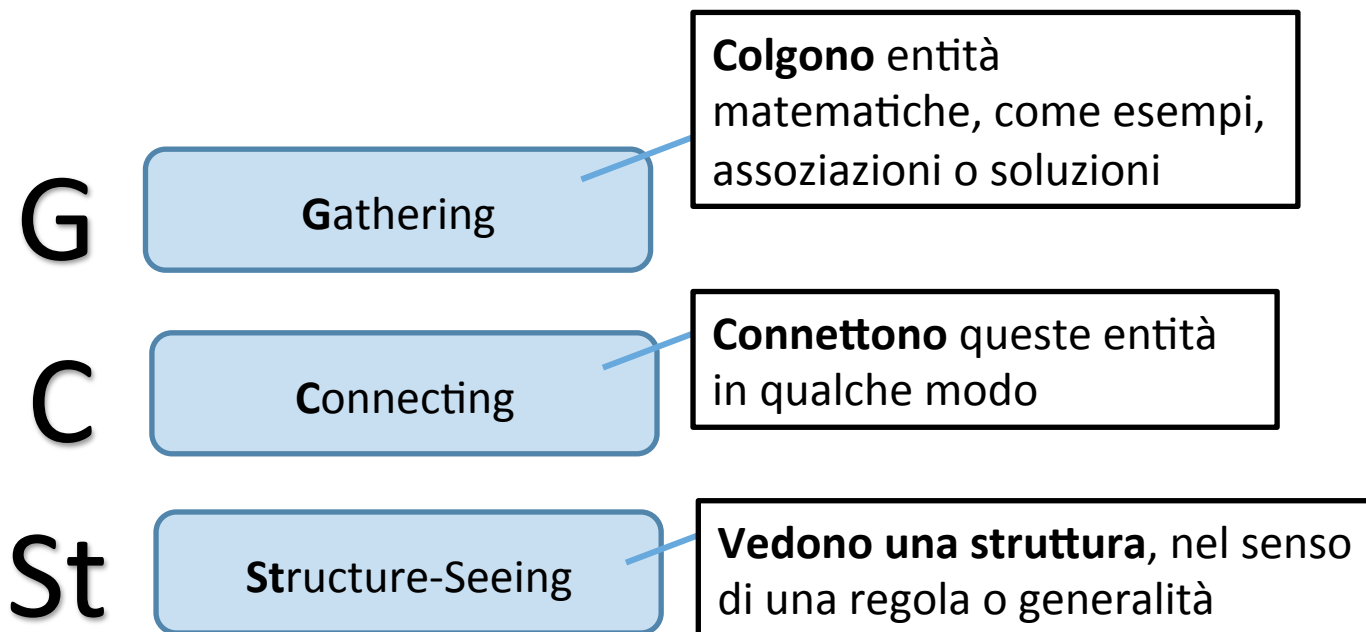 Colgono entità
matematiche, come esempi,
assoziazioni o soluzioni
G
Gathering
Connettono queste entità
in qualche modo
C
Connecting
Vedono una struttura, nel senso
di una regola o generalità
St
Structure-Seeing